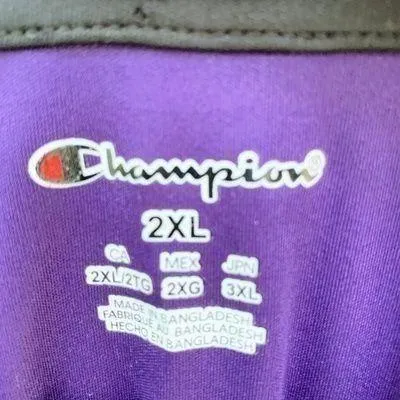 Champion®
2XL
CA MEX JPN
2XL/2TG 2XG 3XL
MADE IN BANGLADESH
FABRIQUÉ AU BANGLADESH
HECHO EN BANGLADESH